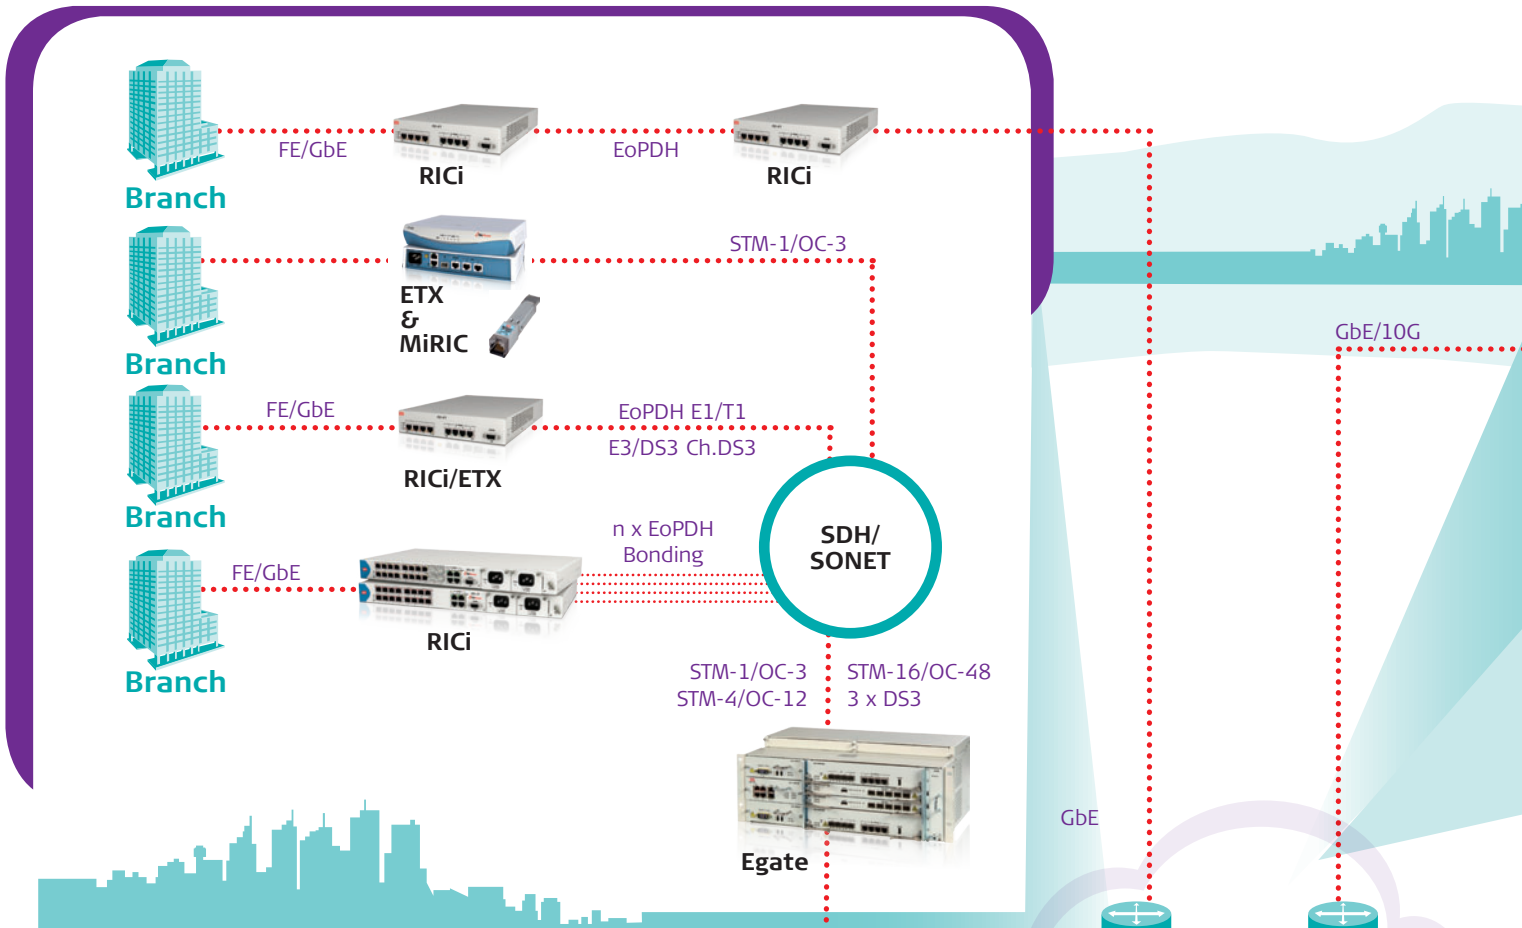 FE/GbE
EoPDH
RICi
RICi
Branch
STM-1/OC-3
ETX
&
MiRIC
Branch
GbE/10G
FE/GbE
EoPDH E1/T1
E3/DS3 Ch.DS3
RICi/ETX
Branch
n x EoPDH
Bonding
SDH/
SONET
FE/GbE
RICi
Branch
STM-1/OC-3
STM-4/OC-12
STM-16/OC-48
3 x DS3
Egate
GbE